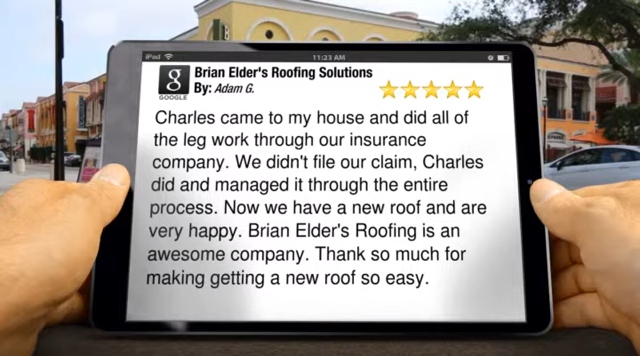 iPad
11:23 AM
g
GOOGLE
Brian Elder's Roofing Solutions
By: Adam G.
Charles came to my house and did all of
the leg work through our insurance
company. We didn't file our claim, Charles
did and managed it through the entire
process. Now we have a new roof and are
very happy. Brian Elder's Roofing is an
awesome company. Thank so much for
making getting a new roof so easy.